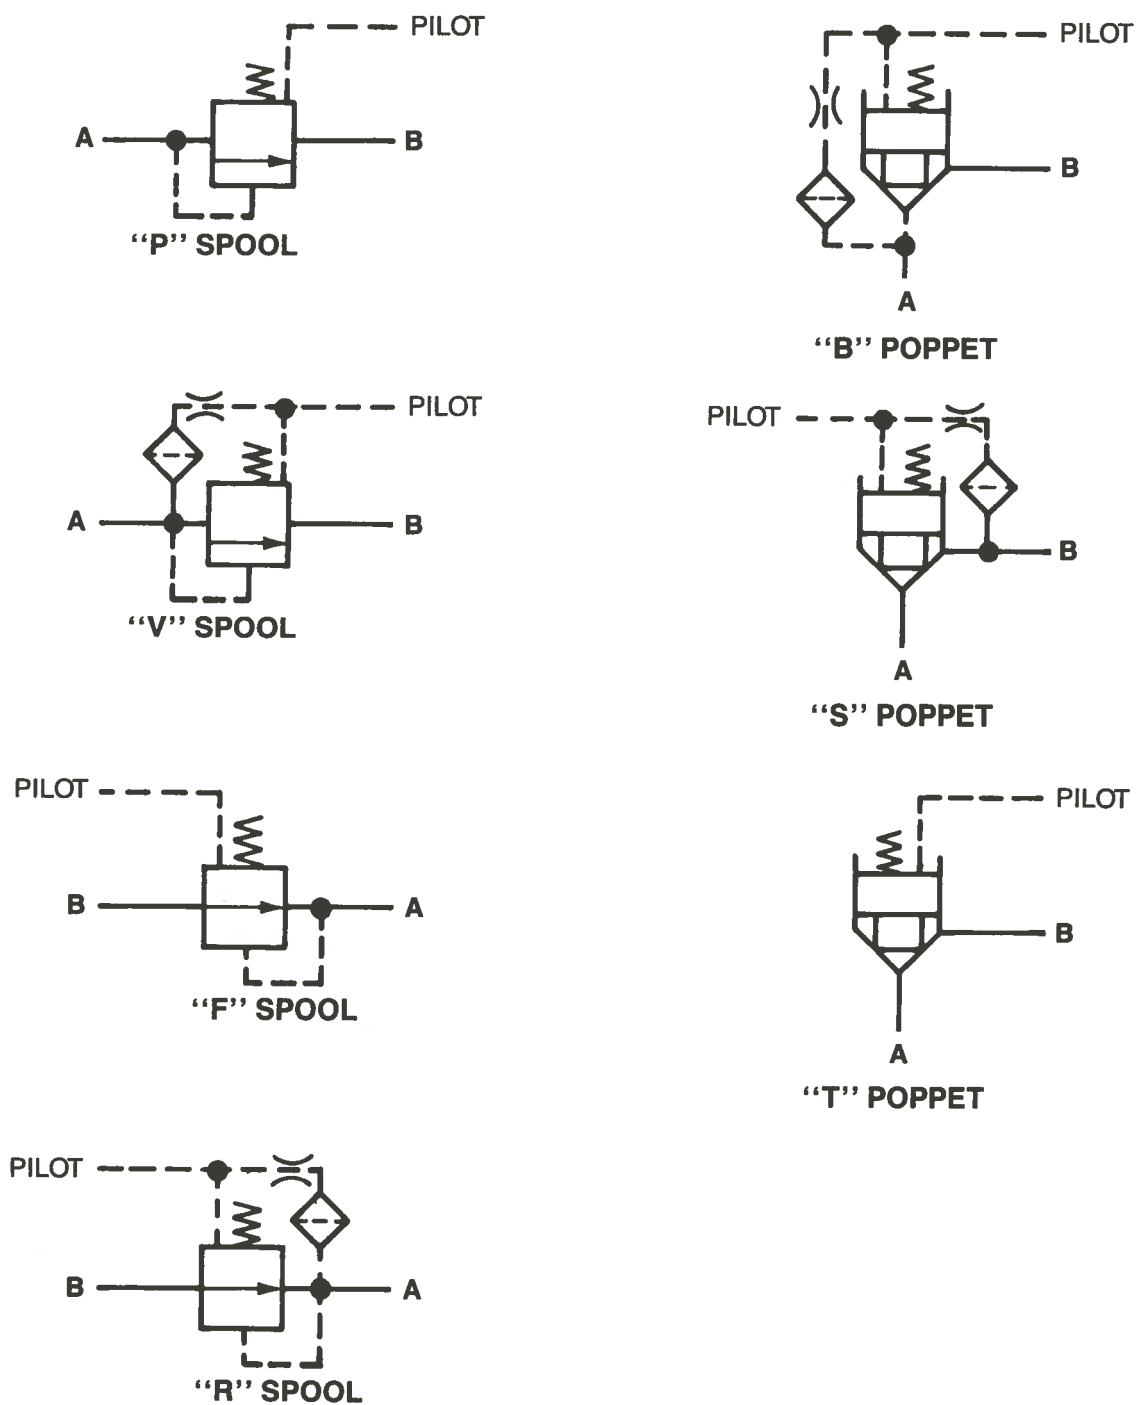 PILOT
A
B
“P” SPOOL
PILOT
A
B
“V” SPOOL
PILOT
B
A
“F” SPOOL
PILOT
B
A
“R” SPOOL
PILOT
B
A
“B” POPPET
PILOT
B
A
“S” POPPET
PILOT
B
A
“T” POPPET